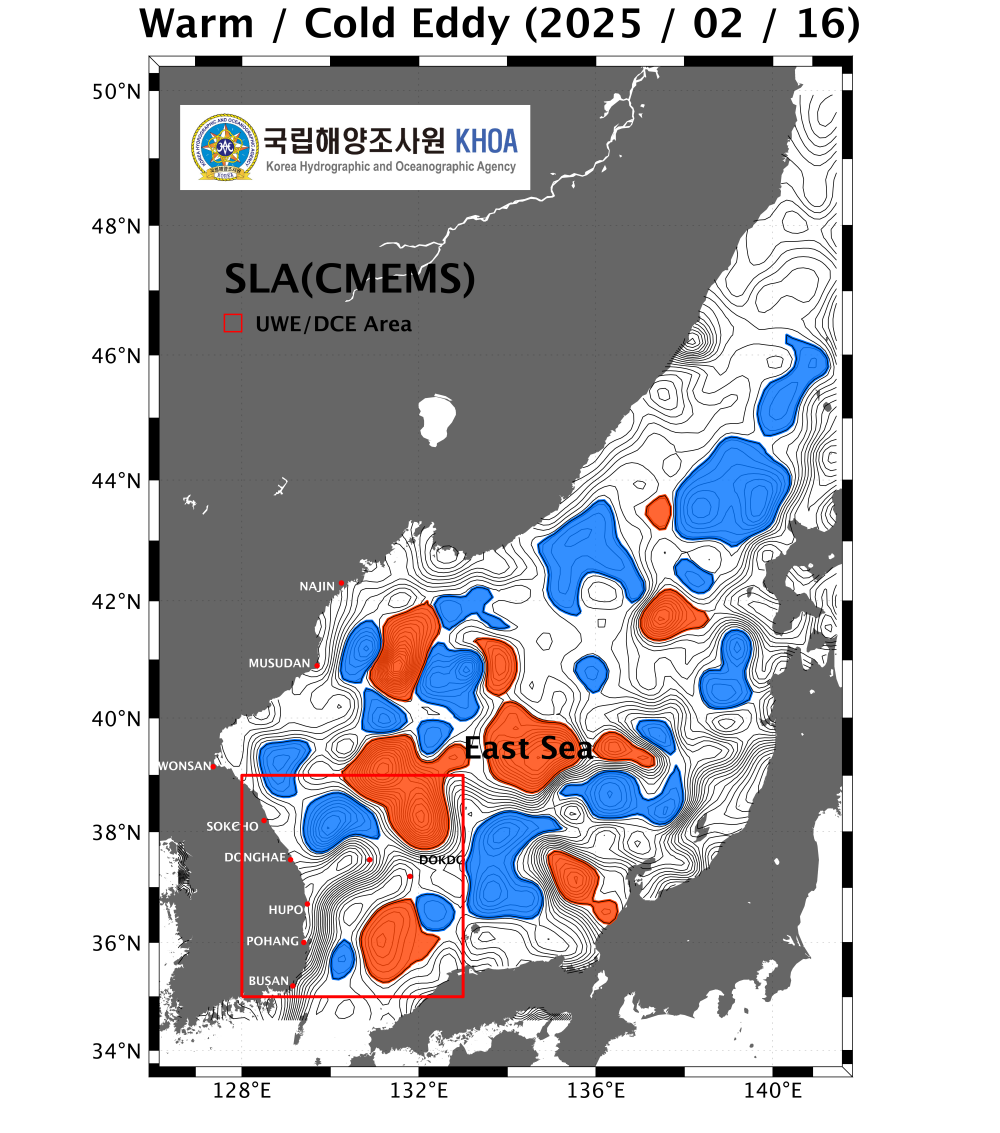 Warm / Cold Eddy (2025 / 02 / 16)
50°N
국립해양조사원 KHOA
Korea Hydrographic and Oceanographic Agency
48°N
SLA(CMEMS)
UWE/DCE Area
46°N
44°N
NAJIN
42°N
MUSUDAN
40°N
East Sea
WONSAN
SOKCHO
38°N
DONGHAE
DOKDO
HUPO
POHANG
36°N
BUSAN
34°N
128°E 132°E 136°E 140°E